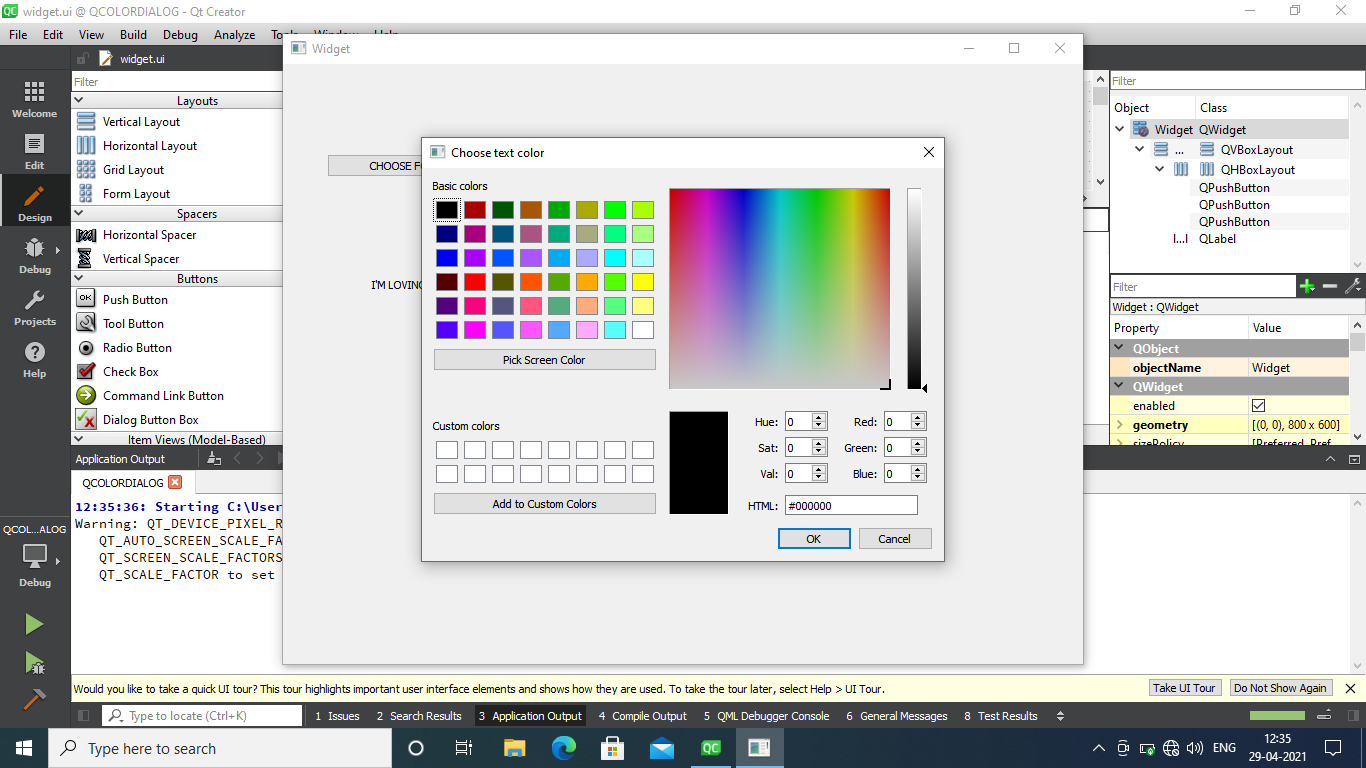 widget.ui @ QCOLORDIALOG - Qt Creator
File Edit View Build Debug Analyze
widget.ui
Widget
Filter
Layouts
Vertical Layout
Horizontal Layout
Grid Layout
Form Layout
Spacers
Horizontal Spacer
Vertical Spacer
Buttons
Push Button
OK
Tool Button
Radio Button
Check Box
Command Link Button
Dialog Button Box
Item Views (Model-Based)
Welcome
Edit
Design
Debug
Projects
Help
QCOL...ALOG
Debug
CHOOSE
I'M LOVING
Choose text color
Basic colors
Pick Screen Color
Custom colors
Add to Custom Colors
Hue: 0 Red: 0
Sat: 0 Green: 0
Val: 0 Blue: 0
HTML: #000000
OK Cancel
Filter
Object Class
Widget QWidget
... QVBoxLayout
QHBoxLayout
QPushButton
QPushButton
QPushButton
l...l QLabel
Filter
Widget : QWidget
Property Value
QObject
objectName Widget
QWidget
enabled
geometry [(0, 0), 800 x 600]
sizePolicy [Preferred, Pref
Application Output
QCOLORDIALOG
12:35:36: Starting C:\User
Warning: QT_DEVICE_PIXEL_R
QT_AUTO_SCREEN_SCALE_FA
QT_SCREEN_SCALE_FACTORS
QT_SCALE_FACTOR to set
Would you like to take a quick UI tour? This tour highlights important user interface elements and shows how they are used. To take the tour later, select Help > UI Tour.
Take UI Tour Do Not Show Again
Type to locate (Ctrl+K) 1 Issues 2 Search Results 3 Application Output 4 Compile Output 5 QML Debugger Console 6 General Messages 8 Test Results
Type here to search
QC
ENG
12:35
29-04-2021